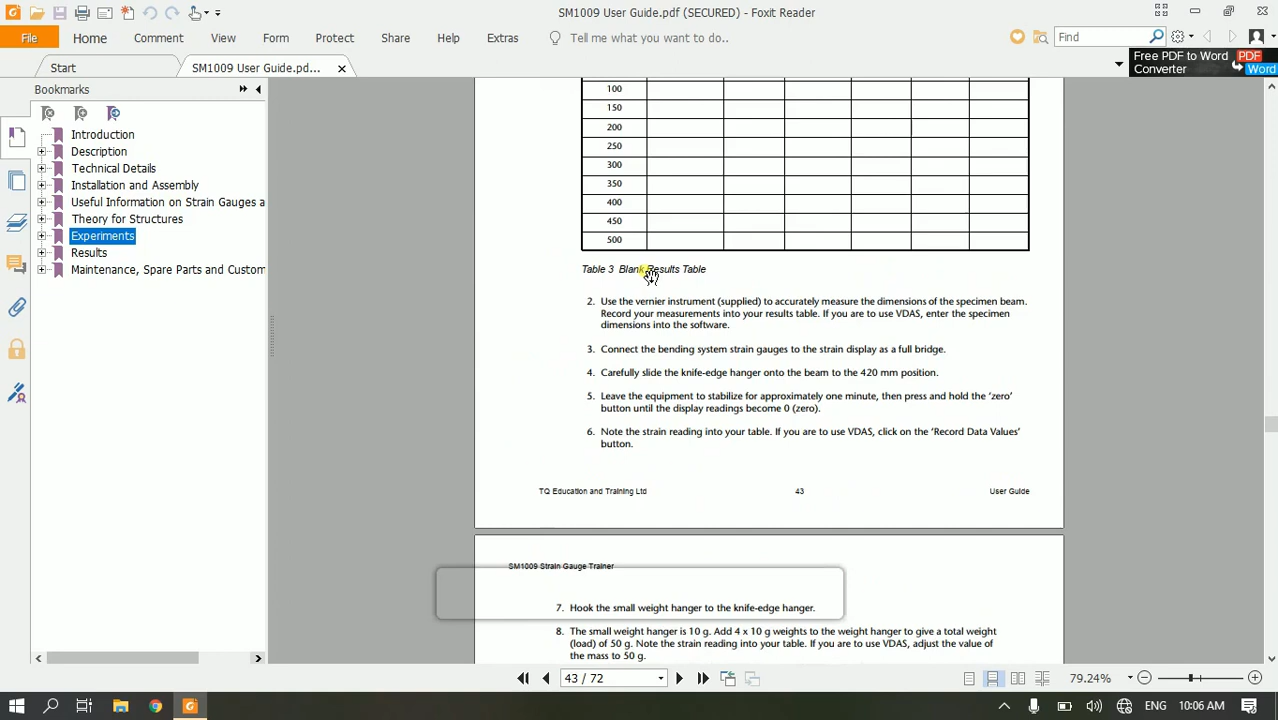 SM1009 User Guide.pdf (SECURED) - Foxit Reader
File Home Comment View Form Protect Share Help Extras Tell me what you want to do.. Find
Start SM1009 User Guide.pd...
Free PDF to Word Converter PDF Word
Bookmarks
Introduction
Description
Technical Details
Installation and Assembly
Useful Information on Strain Gauges a
Theory for Structures
Experiments
Results
Maintenance, Spare Parts and Custom
100
150
200
250
300
350
400
450
500
Table 3 Blank Results Table
2. Use the vernier instrument (supplied) to accurately measure the dimensions of the specimen beam.
Record your measurements into your results table. If you are to use VDAS, enter the specimen
dimensions into the software.
3. Connect the bending system strain gauges to the strain display as a full bridge.
4. Carefully slide the knife-edge hanger onto the beam to the 420 mm position.
5. Leave the equipment to stabilize for approximately one minute, then press and hold the ‘zero’
button until the display readings become 0 (zero).
6. Note the strain reading into your table. If you are to use VDAS, click on the ‘Record Data Values’
button.
TQ Education and Training Ltd 43 User Guide
SM1009 Strain Gauge Trainer
7. Hook the small weight hanger to the knife-edge hanger.
8. The small weight hanger is 10 g. Add 4 x 10 g weights to the weight hanger to give a total weight
(load) of 50 g. Note the strain reading into your table. If you are to use VDAS, adjust the value of
the mass to 50 g.
43 / 72 79.24%
ENG 10:06 AM